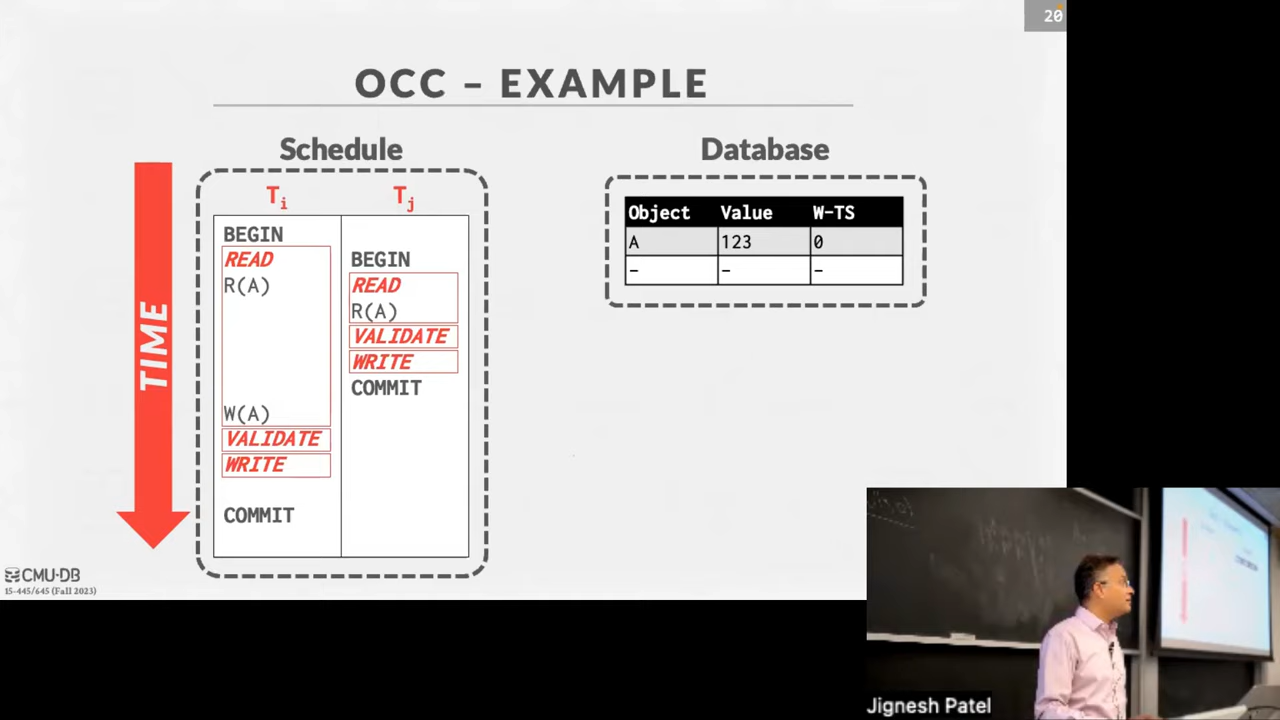 20
OCC – EXAMPLE
Schedule
Database
TIME
Ti Tj
BEGIN
READ
R(A)
W(A)
VALIDATE
WRITE
COMMIT
BEGIN
READ
R(A)
VALIDATE
WRITE
COMMIT
Object Value W-TS
A 123 0
- - -
CMU·DB
15-445/645 (Fall 2023)
Jignesh Patel